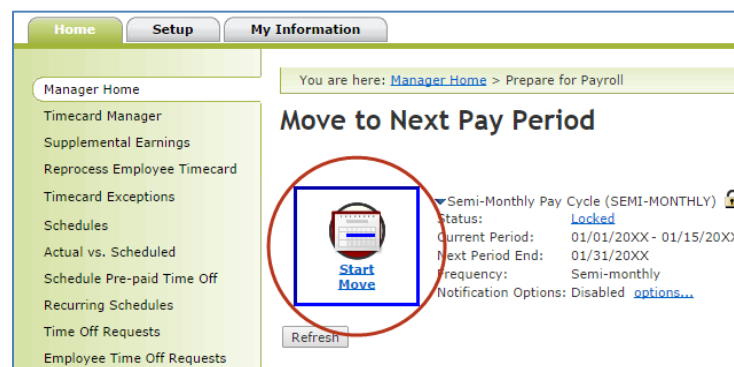 Home Setup My Information
You are here: Manager Home > Prepare for Payroll
Manager Home
Timecard Manager
Supplemental Earnings
Reprocess Employee Timecard
Timecard Exceptions
Schedules
Actual vs. Scheduled
Schedule Pre-paid Time Off
Recurring Schedules
Time Off Requests
Employee Time Off Requests
Move to Next Pay Period
Start
Move
Semi-Monthly Pay Cycle (SEMI-MONTHLY)
Status: Locked
Current Period: 01/01/20XX - 01/15/20XX
Next Period End: 01/31/20XX
Frequency: Semi-monthly
Notification Options: Disabled options...
Refresh